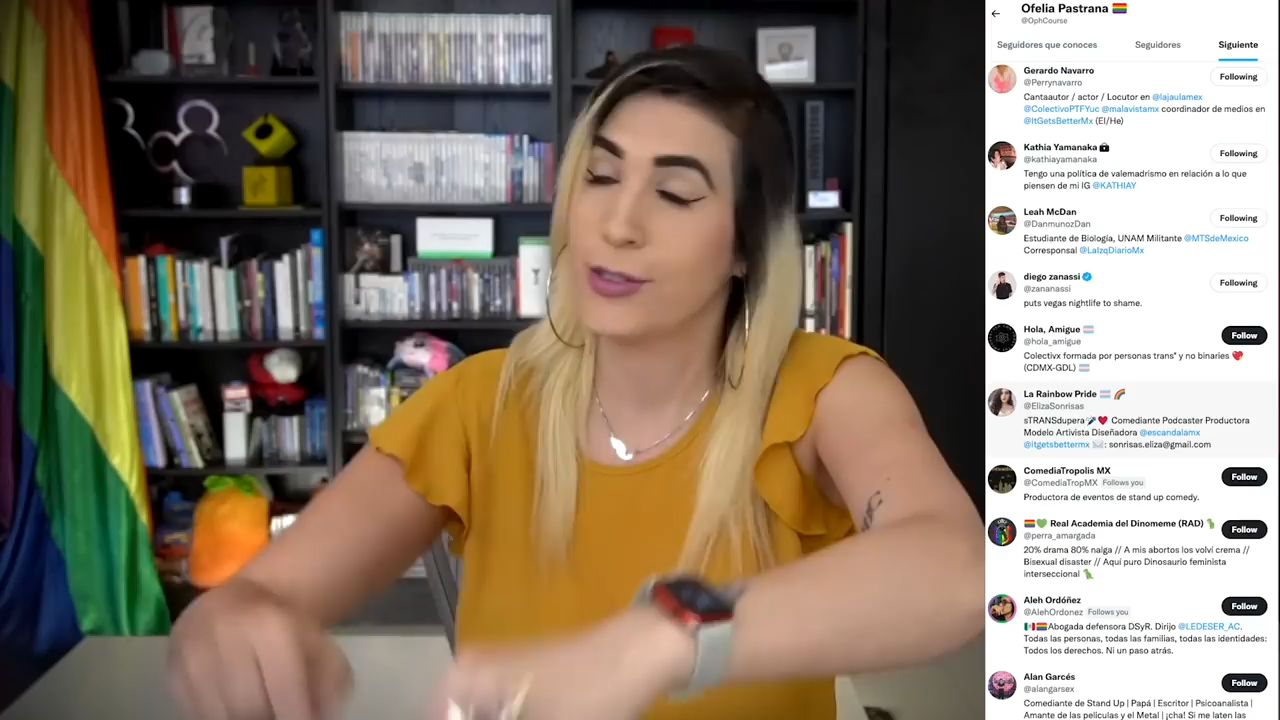 Ofelia Pastrana 🏳️‍🌈
@OphCourse
Seguidores que conoces Seguidores Siguiente
Gerardo Navarro
@Perrynavarro
Following
Cantaautor / actor / Locutor en @lajaulamex
@ColectivoPTFYuc @malavistamx coordinador de medios en
@ItGetsBetterMx (El/He)
Kathia Yamanaka
@kathiayamanaka
Following
Tengo una política de valemadrismo en relación a lo que
piensen de mi IG @KATHIAY
Leah McDan
@DanmunozDan
Following
Estudiante de Biología, UNAM Militante @MTSdeMexico
Corresponsal @LaIzqDiarioMx
diego zanassi
@zananassi
Following
puts vegas nightlife to shame.
Hola, Amigue 🏳️‍⚧️
@hola_amigue
Follow
Colectivx formada por personas trans* y no binaries 💖
(CDMX-GDL) 🏳️‍⚧️
La Rainbow Pride 🏳️‍⚧️ 🌈
@ElizaSonrisas
sTRANSdupera🎤❤️ Comediante Podcaster Productora
Modelo Artivista Diseñadora @escandalamx
@itgetsbettermx ✉️: sonrisas.eliza@gmail.com
ComediaTropolis MX
@ComediaTropMX Follows you
Follow
Productora de eventos de stand up comedy.
🏳️‍🌈💚 Real Academia del Dinomeme (RAD) 🦖
@perra_amargada
Follow
20% drama 80% nalga // A mis abortos los volví crema //
Bisexual disaster // Aquí puro Dinosaurio feminista
interseccional 🦖
Aleh Ordóñez
@AlehOrdonez Follows you
Follow
🇲🇽🏳️‍🌈Abogada defensora DSyR. Dirijo @LEDESER_AC.
Todas las personas, todas las familias, todas las identidades:
Todos los derechos. Ni un paso atrás.
Alan Garcés
@alangarsex
Follow
Comediante de Stand Up | Papá | Escritor | Psicoanalista |
Amante de las películas y el Metal | ¡cha! Si me laten las